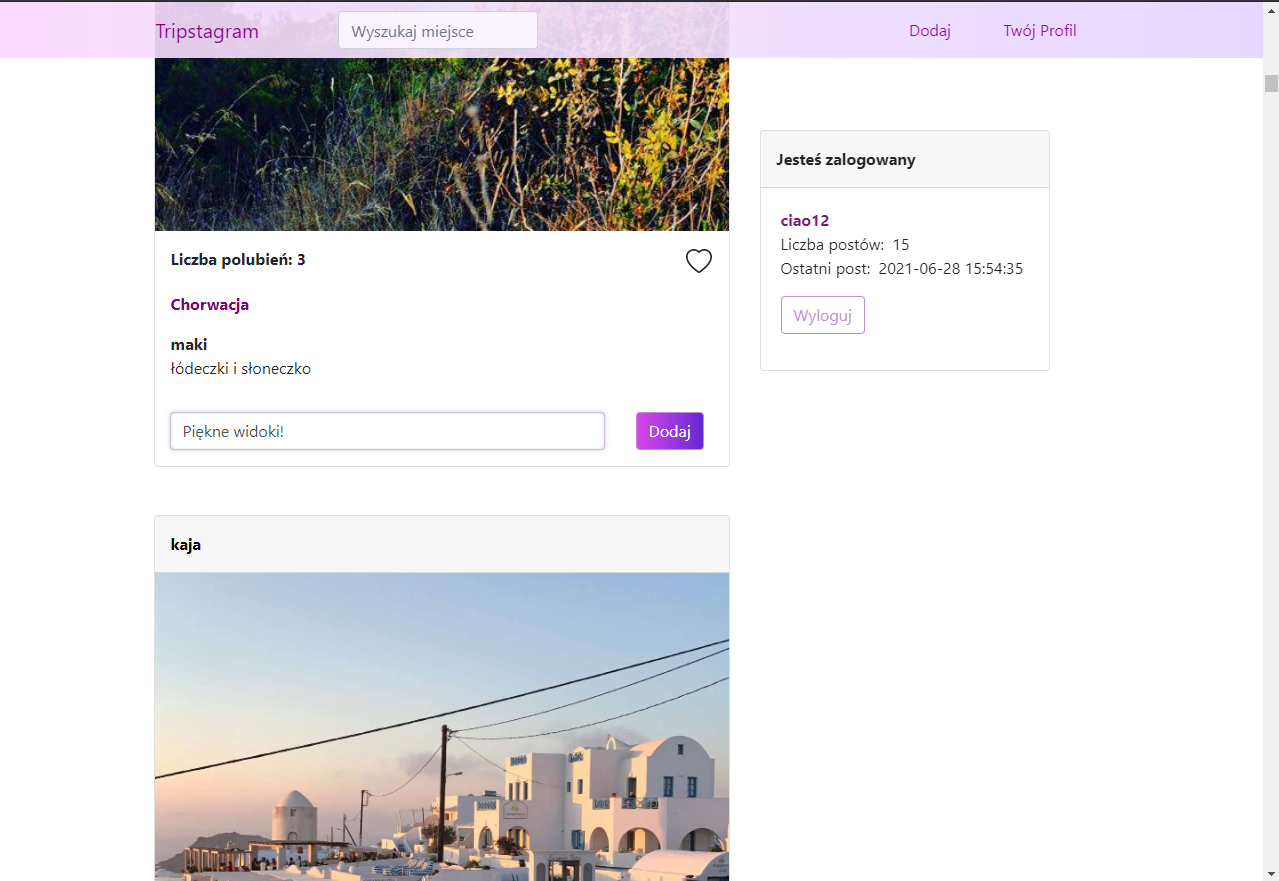 Tripstagram
Wyszukaj miejsce
Dodaj
Twój Profil
Liczba polubień: 3
Chorwacja
maki
łódeczki i słoneczko
Piękne widoki!
Dodaj
Jesteś zalogowany
ciao12
Liczba postów: 15
Ostatni post: 2021-06-28 15:54:35
Wyloguj
kaja